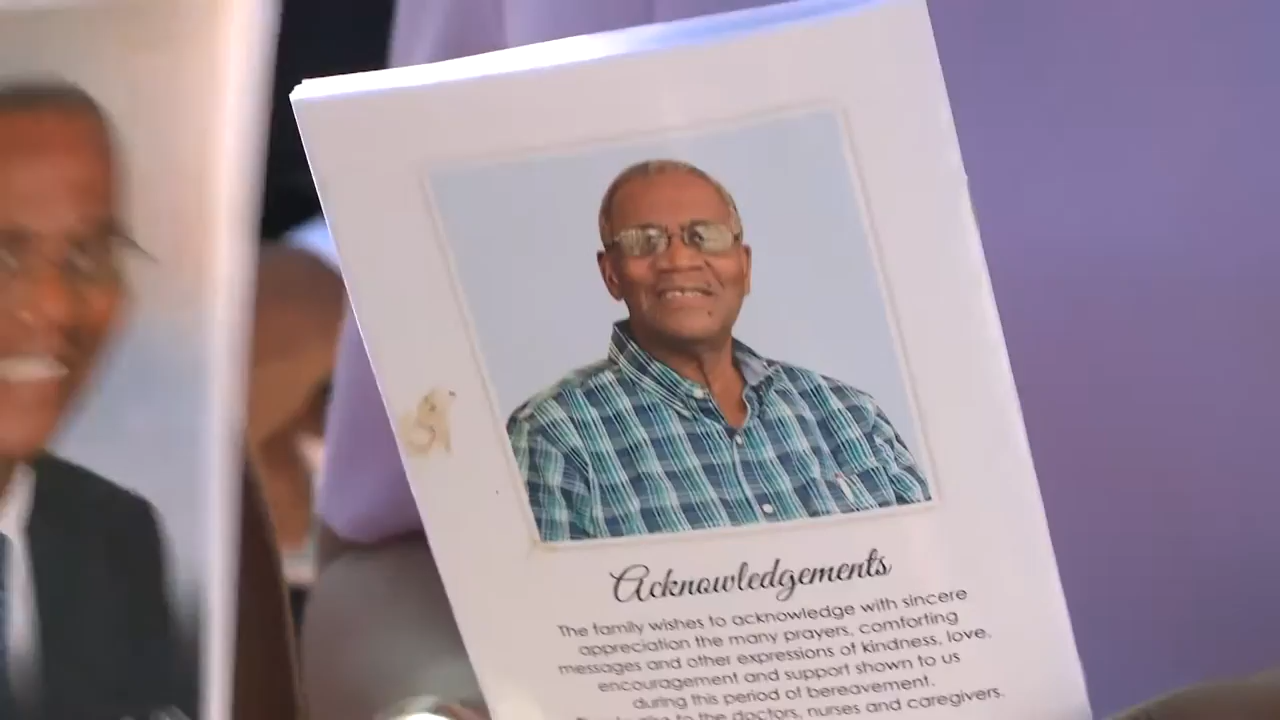 Acknowledgements
The family wishes to acknowledge with sincere
appreciation the many prayers, comforting
messages and other expressions of kindness, love,
encouragement and support shown to us
during this period of bereavement.
to the doctors, nurses and caregivers.